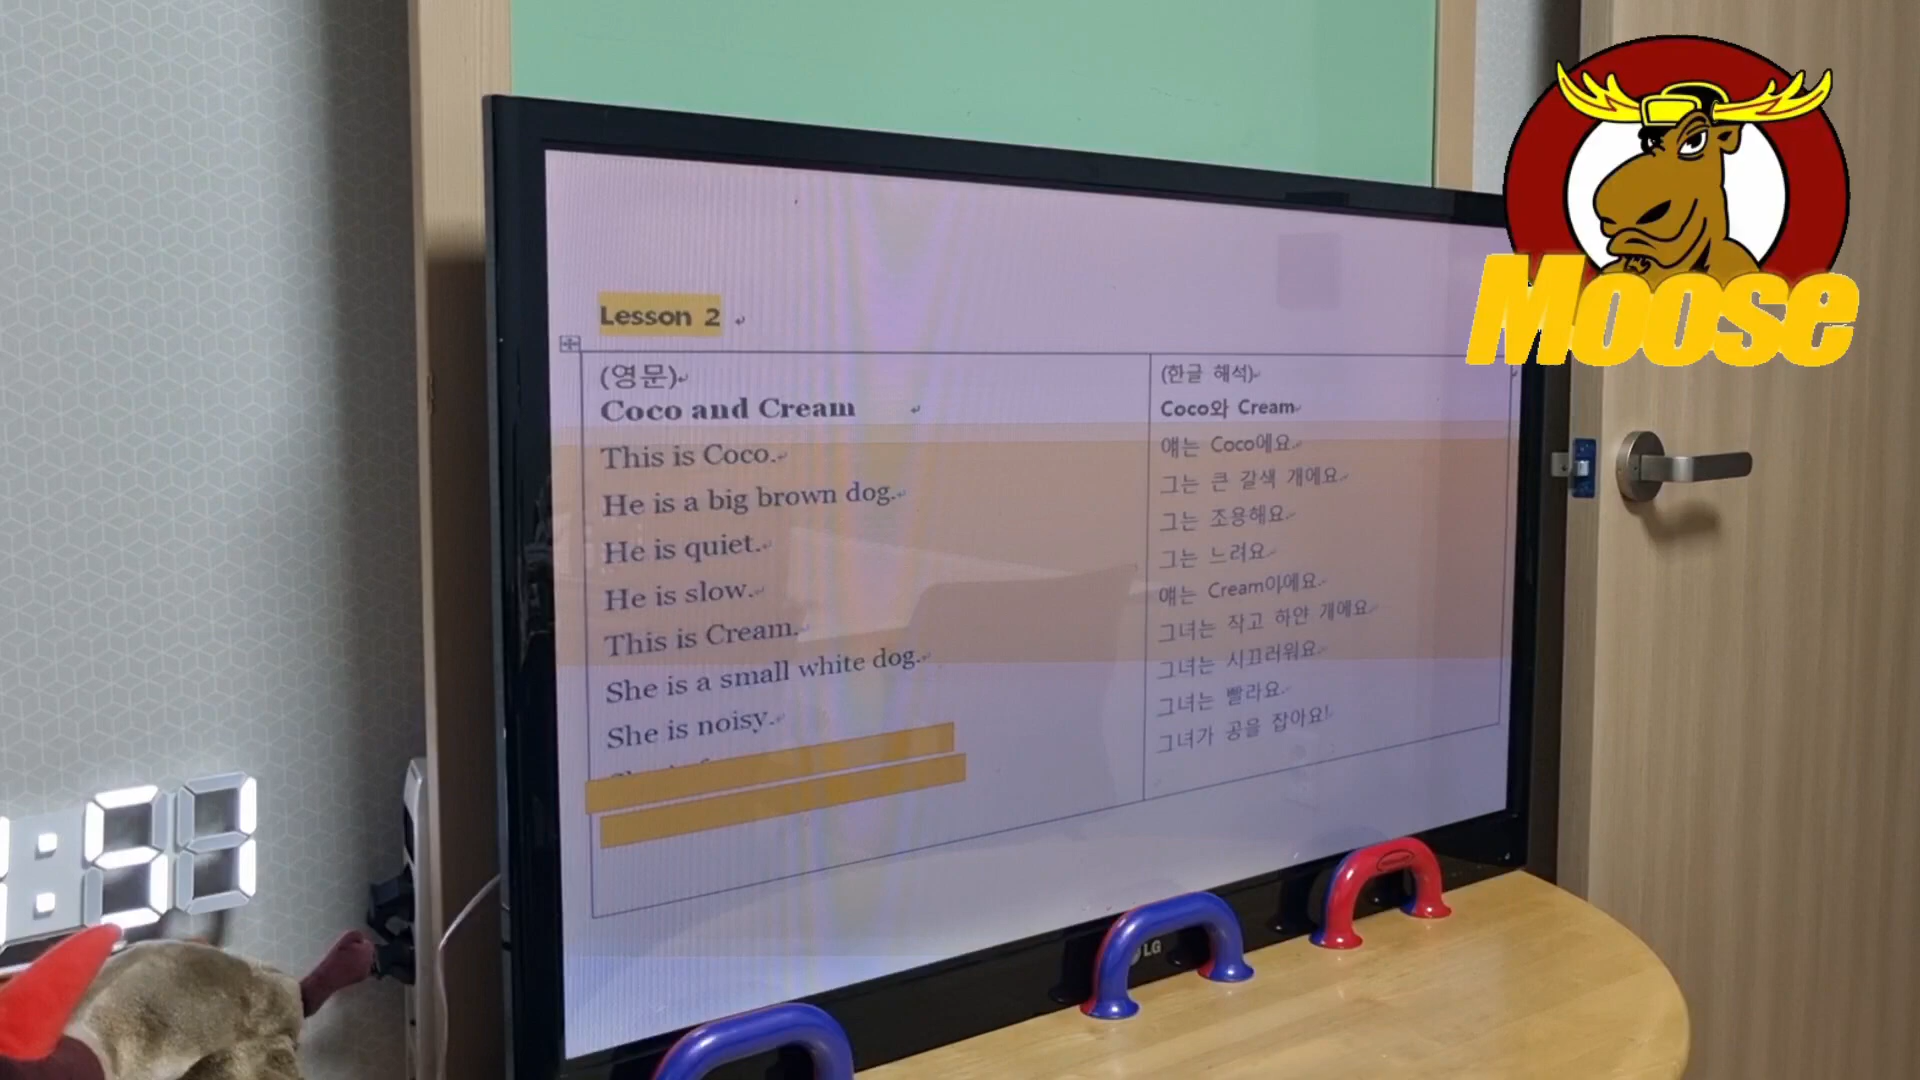 Moose
Lesson 2
(영문)
Coco and Cream
This is Coco.
He is a big brown dog.
He is quiet.
He is slow.
This is Cream.
She is a small white dog.
She is noisy.
(한글 해석)
Coco와 Cream
얘는 Coco에요.
그는 큰 갈색 개에요.
그는 조용해요.
그는 느려요.
얘는 Cream이에요.
그녀는 작고 하얀 개에요.
그녀는 시끄러워요.
그녀는 빨라요.
그녀가 공을 잡아요!
LG